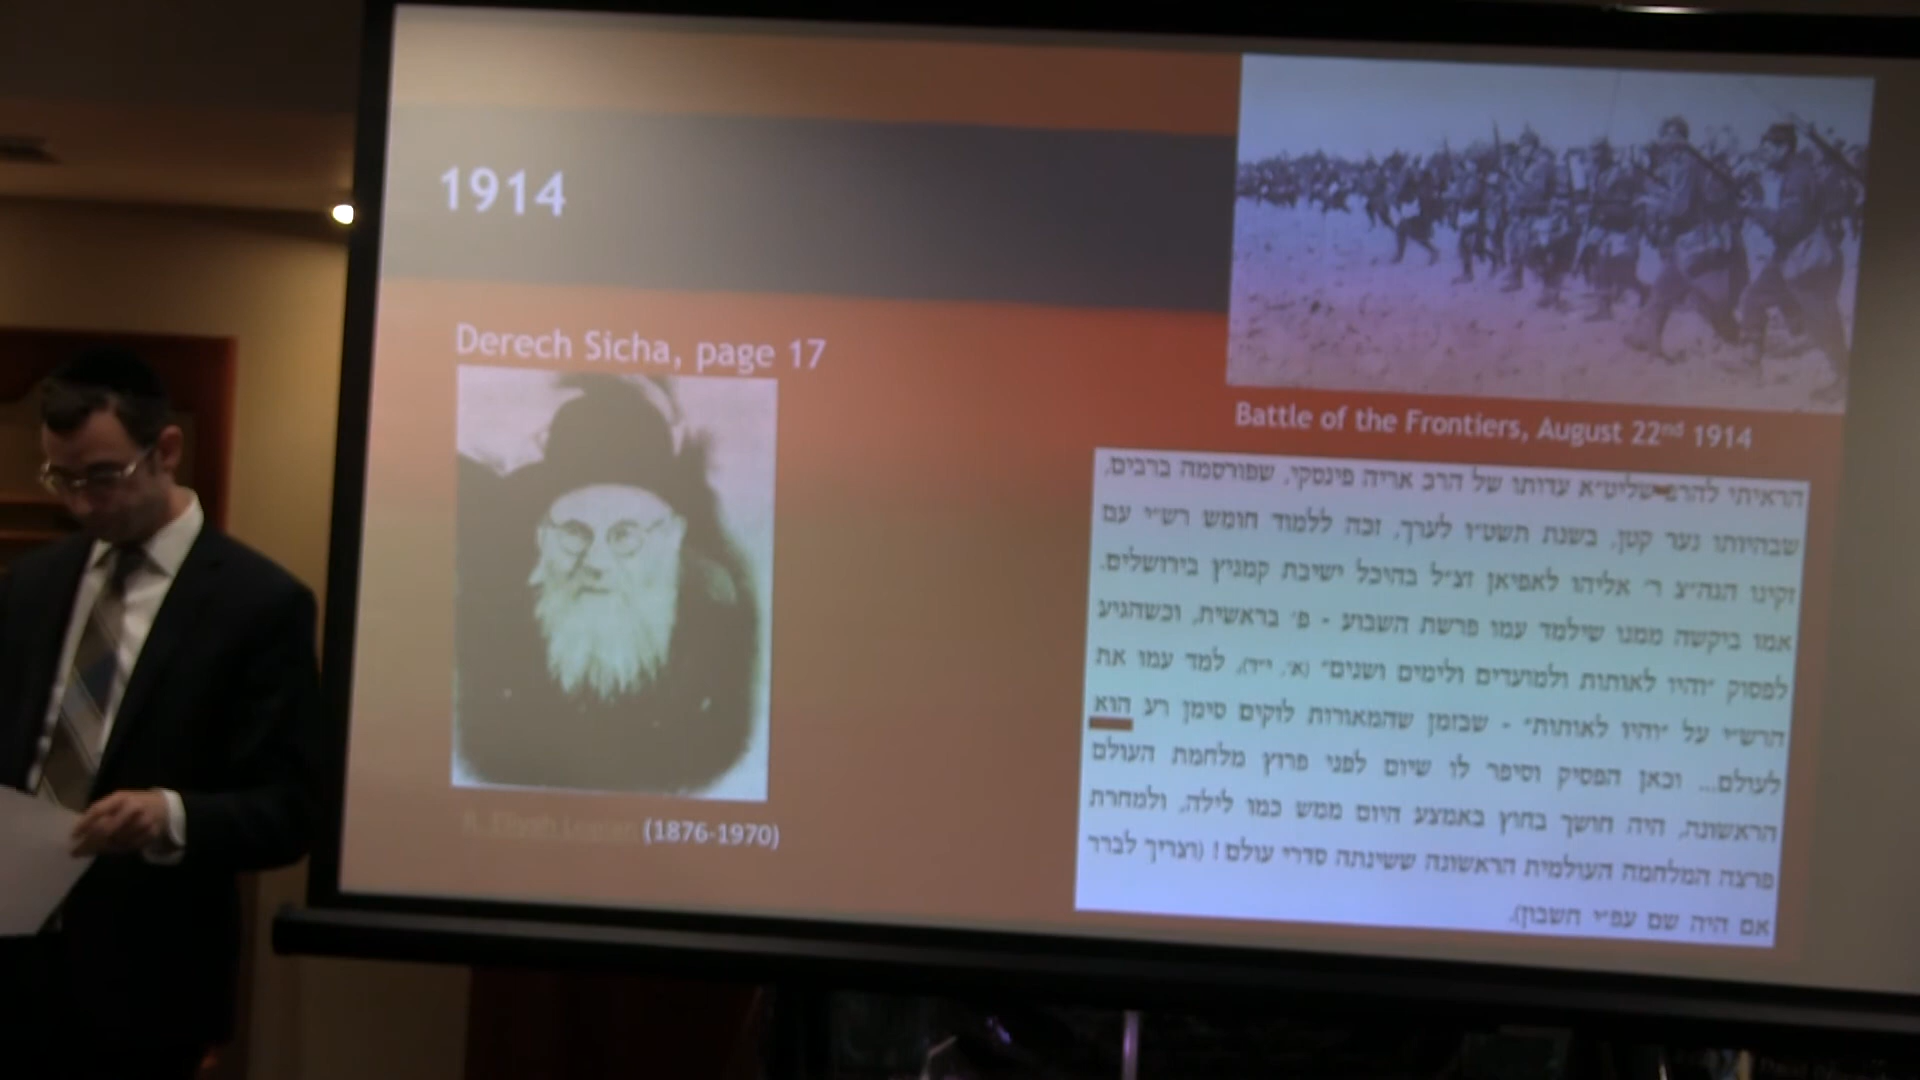 1914
Derech Sicha, page 17
R. Eliyah Lopian (1876-1970)
Battle of the Frontiers, August 22nd 1914
הראיתי להרב שליט״א עדותו של הרב אריה פינסקי, שפורסמה ברבים,
שבהיותו נער קטן, בשנת תשט״ו לערך, זכה ללמוד חומש רש״י עם
זקינו הגה״צ ר׳ אליהו לאפיאן זצ״ל בהיכל ישיבת קמניץ בירושלים.
אמו ביקשה ממנו שילמד עמו פרשת השבוע - פ׳ בראשית, וכשהגיע
לפסוק ״והיו לאותות ולמועדים ולימים ושנים״ (א׳, י״ד), למד עמו את
הרש״י על ״והיו לאותות״ - שבזמן שהמאורות לוקים סימן רע הוא
לעולם... וכאן הפסיק וסיפר לו שיום לפני פרוץ מלחמת העולם
הראשונה, היה חושך בחוץ באמצע היום ממש כמו לילה, ולמחרת
פרצה המלחמה העולמית הראשונה ששינתה סדרי עולם! (וצריך לברר
אם היה שם עפ״י חשבון).